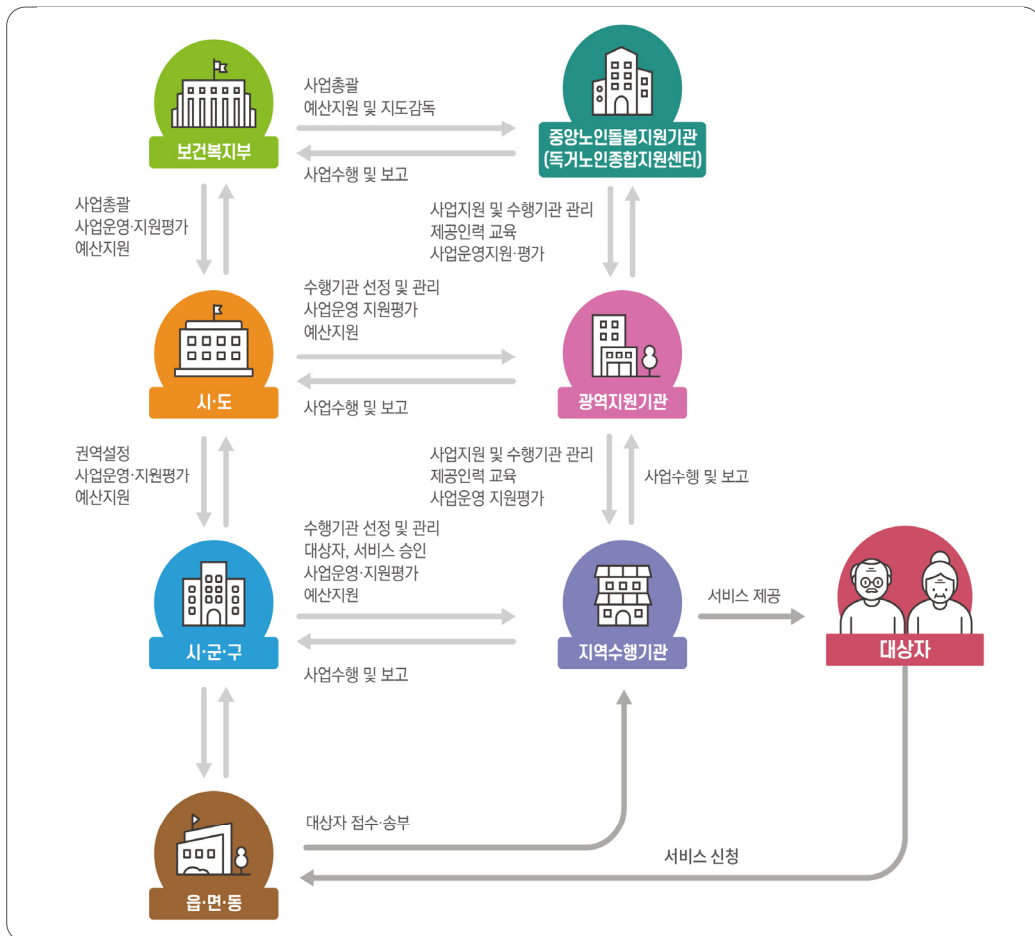 사업총괄
예산지원 및 지도감독
보건복지부
중앙노인돌봄지원기관
(독거노인종합지원센터)
사업수행 및 보고
사업총괄
사업운영·지원평가
예산지원
사업지원 및 수행기관 관리
제공인력 교육
사업운영지원·평가
수행기관 선정 및 관리
사업운영 지원평가
예산지원
시·도
광역지원기관
사업수행 및 보고
권역설정
사업운영·지원평가
예산지원
사업지원 및 수행기관 관리
제공인력 교육
사업운영 지원평가
사업수행 및 보고
수행기관 선정 및 관리
대상자, 서비스 승인
사업운영·지원평가
예산지원
서비스 제공
시·군·구
지역수행기관
대상자
사업수행 및 보고
대상자 접수·송부
서비스 신청
읍·면·동